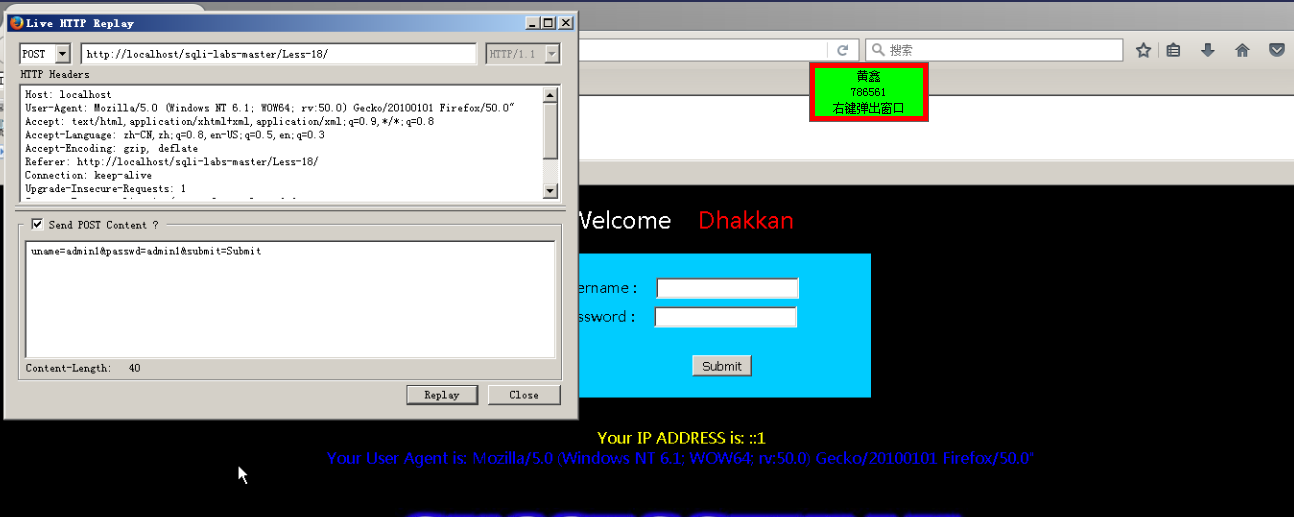 Live HTTP Replay
POST http://localhost/sqli-labs-master/Less-18/ HTTP/1.1
HTTP Headers
Host: localhost
User-Agent: Mozilla/5.0 (Windows NT 6.1; WOW64; rv:50.0) Gecko/20100101 Firefox/50.0"
Accept: text/html,application/xhtml+xml,application/xml;q=0.9,*/*;q=0.8
Accept-Language: zh-CN,zh;q=0.8,en-US;q=0.5,en;q=0.3
Accept-Encoding: gzip, deflate
Referer: http://localhost/sqli-labs-master/Less-18/
Connection: keep-alive
Upgrade-Insecure-Requests: 1
Send POST Content ?
uname=admin1&passwd=admin1&submit=Submit
Content-Length: 40
Replay Close
搜索
黄鑫
786561
右键弹出窗口
Welcome Dhakkan
ername :
ssword :
Submit
Your IP ADDRESS is: ::1
Your User Agent is: Mozilla/5.0 (Windows NT 6.1; WOW64; rv:50.0) Gecko/20100101 Firefox/50.0"